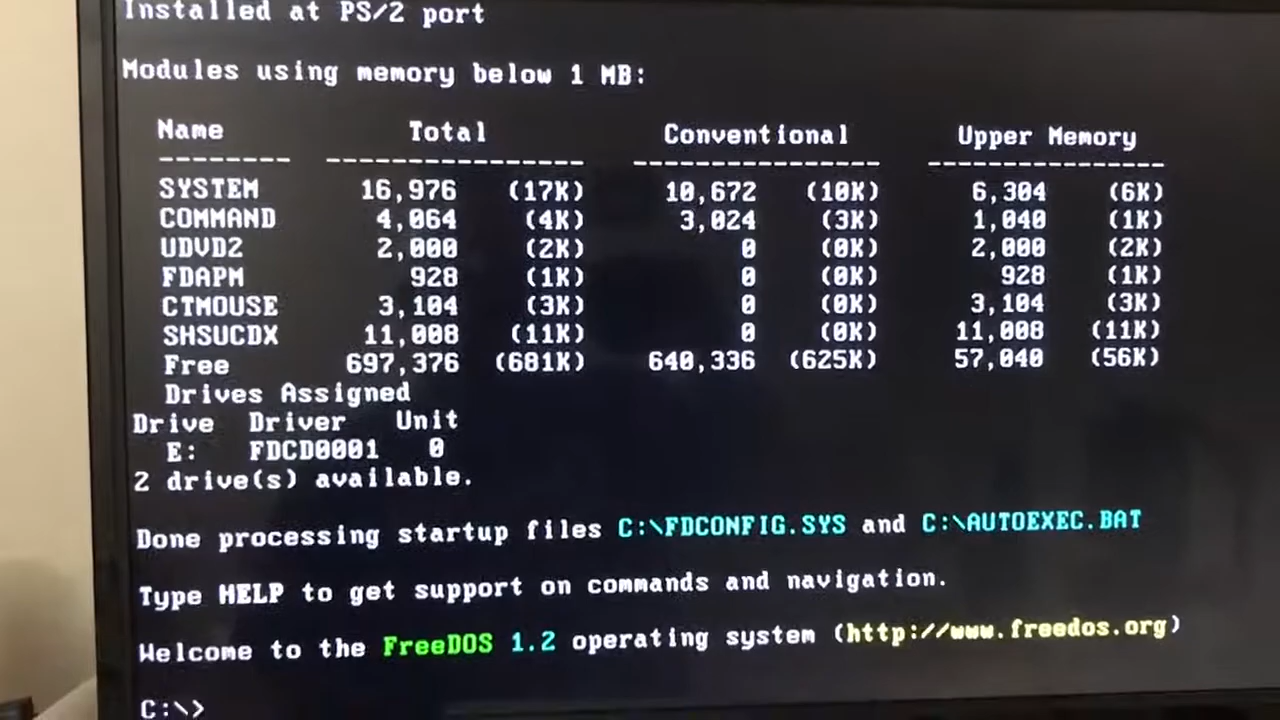 Installed at PS/2 port
Modules using memory below 1 MB:
Name Total Conventional Upper Memory
-------- ---------------- ---------------- ----------------
SYSTEM 16,976 (17K) 10,672 (10K) 6,304 (6K)
COMMAND 4,064 (4K) 3,024 (3K) 1,040 (1K)
UDVD2 2,000 (2K) 0 (0K) 2,000 (2K)
FDAPM 928 (1K) 0 (0K) 928 (1K)
CTMOUSE 3,104 (3K) 0 (0K) 3,104 (3K)
SHSUCDX 11,008 (11K) 0 (0K) 11,008 (11K)
Free 697,376 (681K) 640,336 (625K) 57,040 (56K)
Drives Assigned
Drive Driver Unit
E: FDCD0001 0
2 drive(s) available.
Done processing startup files C:\FDCONFIG.SYS and C:\AUTOEXEC.BAT
Type HELP to get support on commands and navigation.
Welcome to the FreeDOS 1.2 operating system (http://www.freedos.org)
C:\>